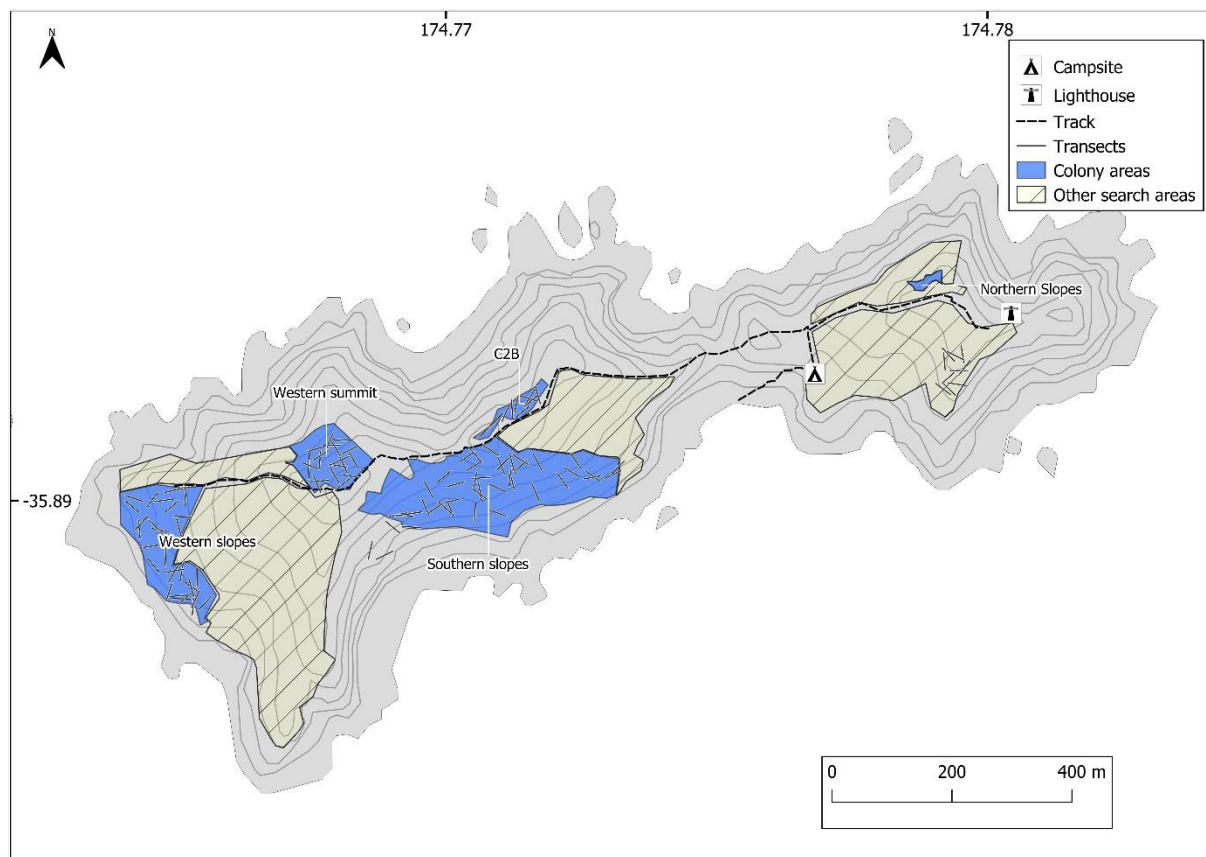 174.77
174.78
N
Campsite
Lighthouse
Track
Transects
Colony areas
Other search areas
Northern Slopes
C2B
Western summit
-35.89
Western slopes
Southern slopes
0 200 400 m